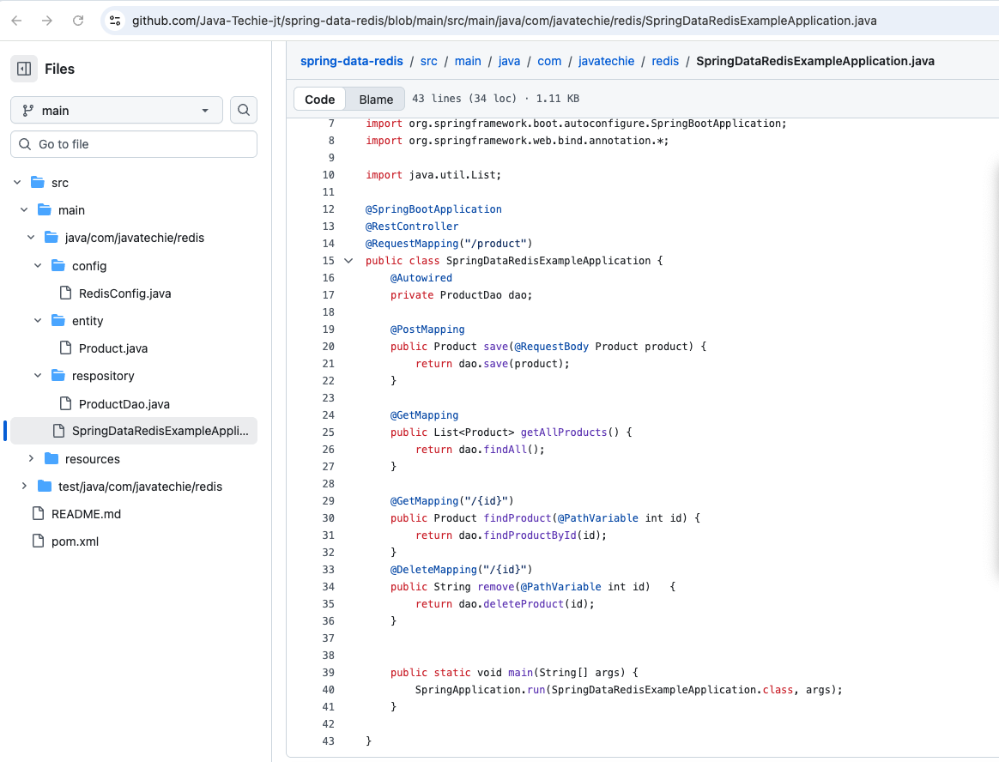 github.com/Java-Techie-jt/spring-data-redis/blob/main/src/main/java/com/javatechie/redis/SpringDataRedisExampleApplication.java
Files
main
Go to file
src
main
java/com/javatechie/redis
config
RedisConfig.java
entity
Product.java
respository
ProductDao.java
SpringDataRedisExampleAppli...
resources
test/java/com/javatechie/redis
README.md
pom.xml
spring-data-redis / src / main / java / com / javatechie / redis / SpringDataRedisExampleApplication.java
Code Blame 43 lines (34 loc) · 1.11 KB
7 import org.springframework.boot.autoconfigure.SpringBootApplication;
8 import org.springframework.web.bind.annotation.*;
9
10 import java.util.List;
11
12 @SpringBootApplication
13 @RestController
14 @RequestMapping("/product")
15 public class SpringDataRedisExampleApplication {
16     @Autowired
17     private ProductDao dao;
18
19     @PostMapping
20     public Product save(@RequestBody Product product) {
21         return dao.save(product);
22     }
23
24     @GetMapping
25     public List<Product> getAllProducts() {
26         return dao.findAll();
27     }
28
29     @GetMapping("/{id}")
30     public Product findProduct(@PathVariable int id) {
31         return dao.findProductById(id);
32     }
33     @DeleteMapping("/{id}")
34     public String remove(@PathVariable int id)   {
35         return dao.deleteProduct(id);
36     }
37
38
39     public static void main(String[] args) {
40         SpringApplication.run(SpringDataRedisExampleApplication.class, args);
41     }
42
43 }